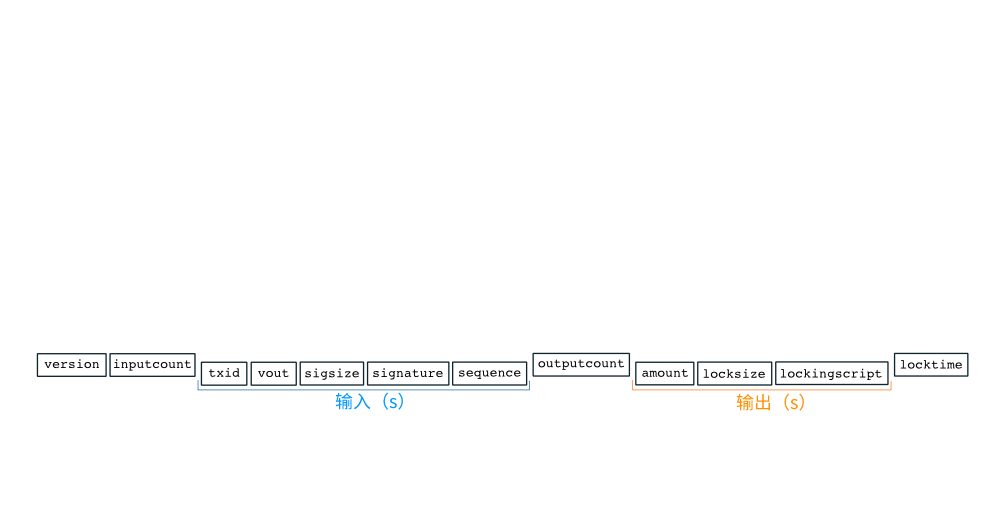 version inputcount txid vout sigsize signature sequence outputcount amount locksize lockingscript locktime
输入（s） 输出（s）